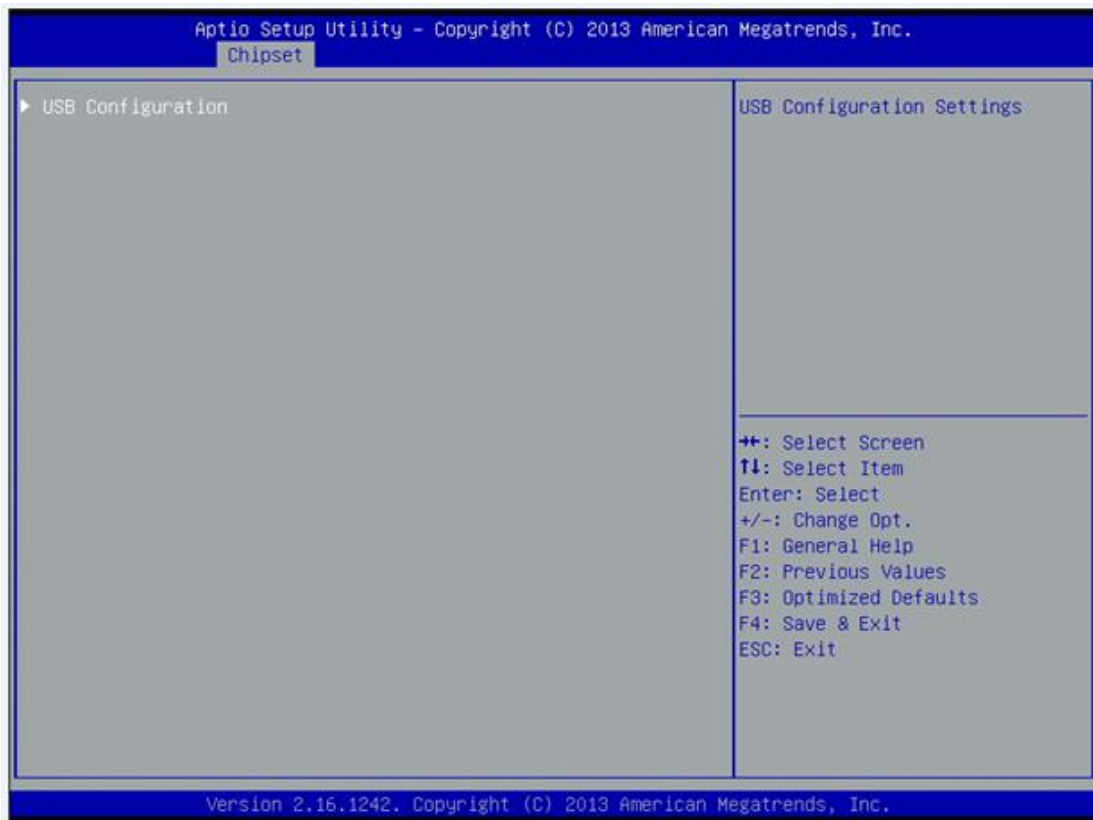 Aptio Setup Utility – Copyright (C) 2013 American Megatrends, Inc.
Chipset
▶ USB Configuration
USB Configuration Settings
→←: Select Screen
↑↓: Select Item
Enter: Select
+/-: Change Opt.
F1: General Help
F2: Previous Values
F3: Optimized Defaults
F4: Save & Exit
ESC: Exit
Version 2.16.1242. Copyright (C) 2013 American Megatrends, Inc.